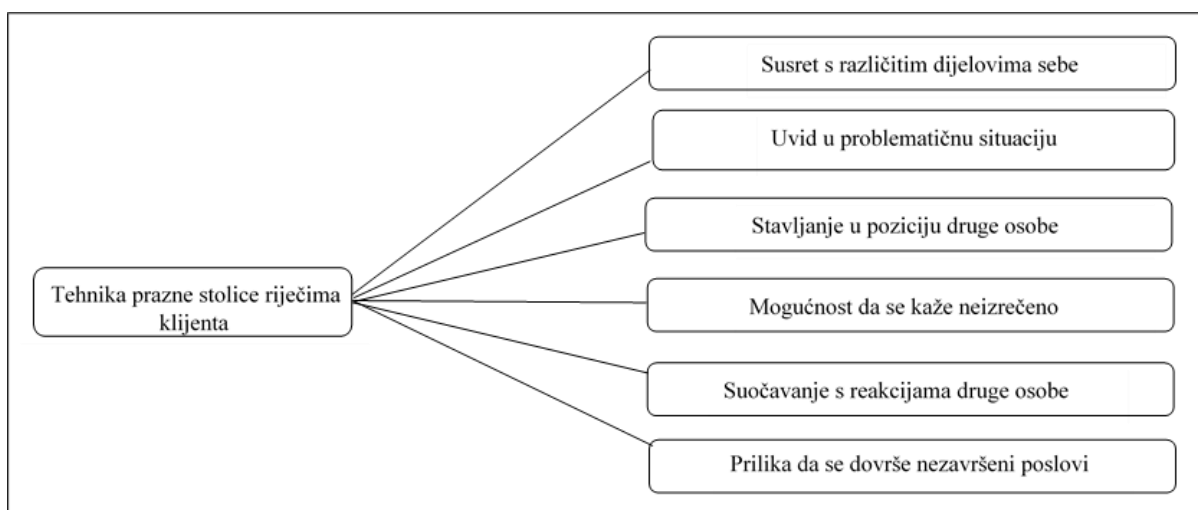 Susret s različitim dijelovima sebe
Uvid u problematičnu situaciju
Stavljanje u poziciju druge osobe
Tehnika prazne stolice riječima
klijenta
Mogućnost da se kaže neizrečeno
Suočavanje s reakcijama druge osobe
Prilika da se dovrše nezavršeni poslovi